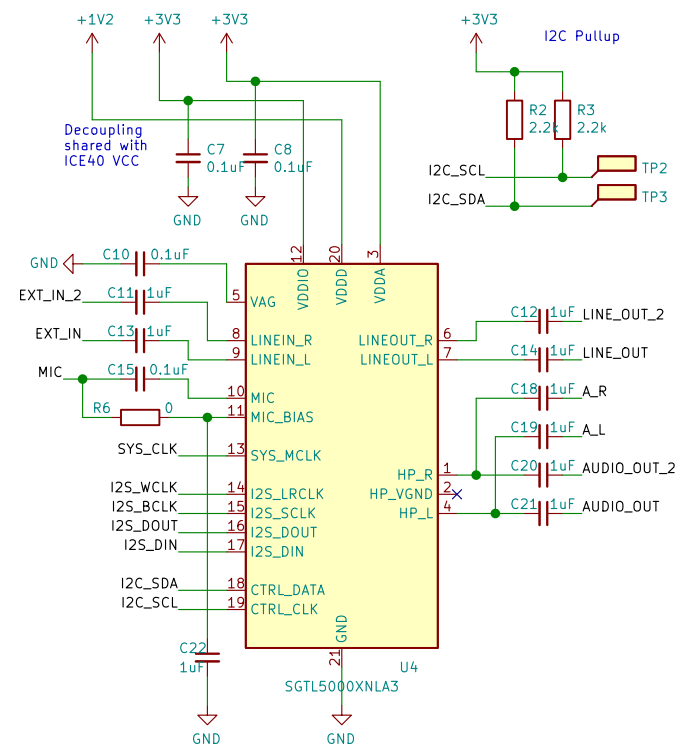 +1V2
+3V3
+3V3
+3V3
I2C Pullup
Decoupling
shared with
ICE40 VCC
C7
0.1uF
C8
0.1uF
GND
GND
R2
2.2k
R3
2.2k
I2C_SCL
TP2
I2C_SDA
TP3
GND
C10
0.1uF
EXT_IN_2
C11
1uF
EXT_IN
C13
1uF
MIC
C15
0.1uF
R6
0
SYS_CLK
I2S_WCLK
I2S_BCLK
I2S_DOUT
I2S_DIN
I2C_SDA
I2C_SCL
C22
1uF
GND
12
VDDIO
20
VDDD
3
VDDA
5
VAG
8
LINEIN_R
9
LINEIN_L
10
MIC
11
MIC_BIAS
13
SYS_MCLK
14
I2S_LRCLK
15
I2S_SCLK
16
I2S_DOUT
17
I2S_DIN
18
CTRL_DATA
19
CTRL_CLK
LINEOUT_R
6
LINEOUT_L
7
HP_R
1
HP_VGND
2
HP_L
4
GND
21
U4
SGTL5000XNLA3
GND
C12
1uF
LINE_OUT_2
C14
1uF
LINE_OUT
C18
1uF
A_R
C19
1uF
A_L
C20
1uF
AUDIO_OUT_2
C21
1uF
AUDIO_OUT